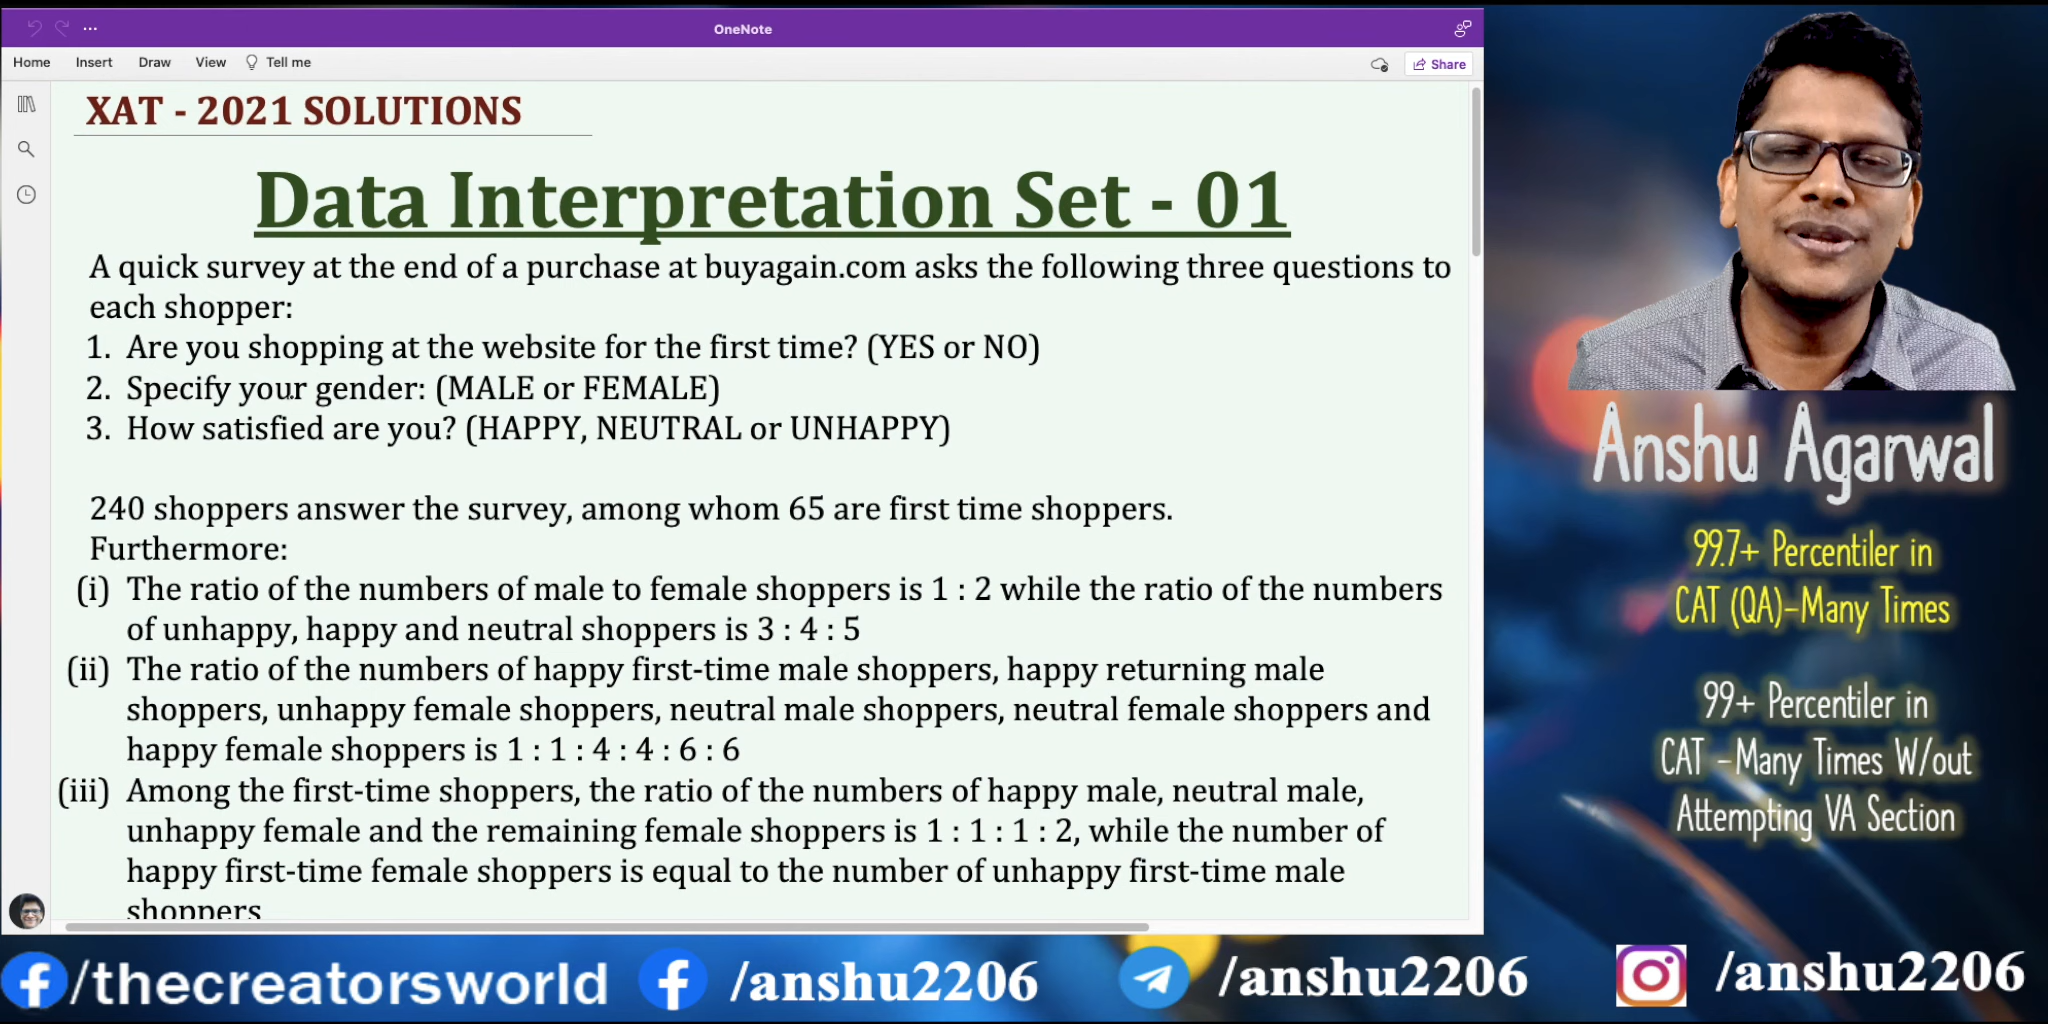 OneNote
Home Insert Draw View Tell me
Share
XAT - 2021 SOLUTIONS
Data Interpretation Set - 01
A quick survey at the end of a purchase at buyagain.com asks the following three questions to
each shopper:
1. Are you shopping at the website for the first time? (YES or NO)
2. Specify your gender: (MALE or FEMALE)
3. How satisfied are you? (HAPPY, NEUTRAL or UNHAPPY)
240 shoppers answer the survey, among whom 65 are first time shoppers.
Furthermore:
(i) The ratio of the numbers of male to female shoppers is 1 : 2 while the ratio of the numbers
of unhappy, happy and neutral shoppers is 3 : 4 : 5
(ii) The ratio of the numbers of happy first-time male shoppers, happy returning male
shoppers, unhappy female shoppers, neutral male shoppers, neutral female shoppers and
happy female shoppers is 1 : 1 : 4 : 4 : 6 : 6
(iii) Among the first-time shoppers, the ratio of the numbers of happy male, neutral male,
unhappy female and the remaining female shoppers is 1 : 1 : 1 : 2, while the number of
happy first-time female shoppers is equal to the number of unhappy first-time male
shoppers
Anshu Agarwal
99.7+ Percentiler in
CAT (QA)-Many Times
99+ Percentiler in
CAT -Many Times W/out
Attempting VA Section
/thecreatorsworld /anshu2206 /anshu2206 /anshu2206